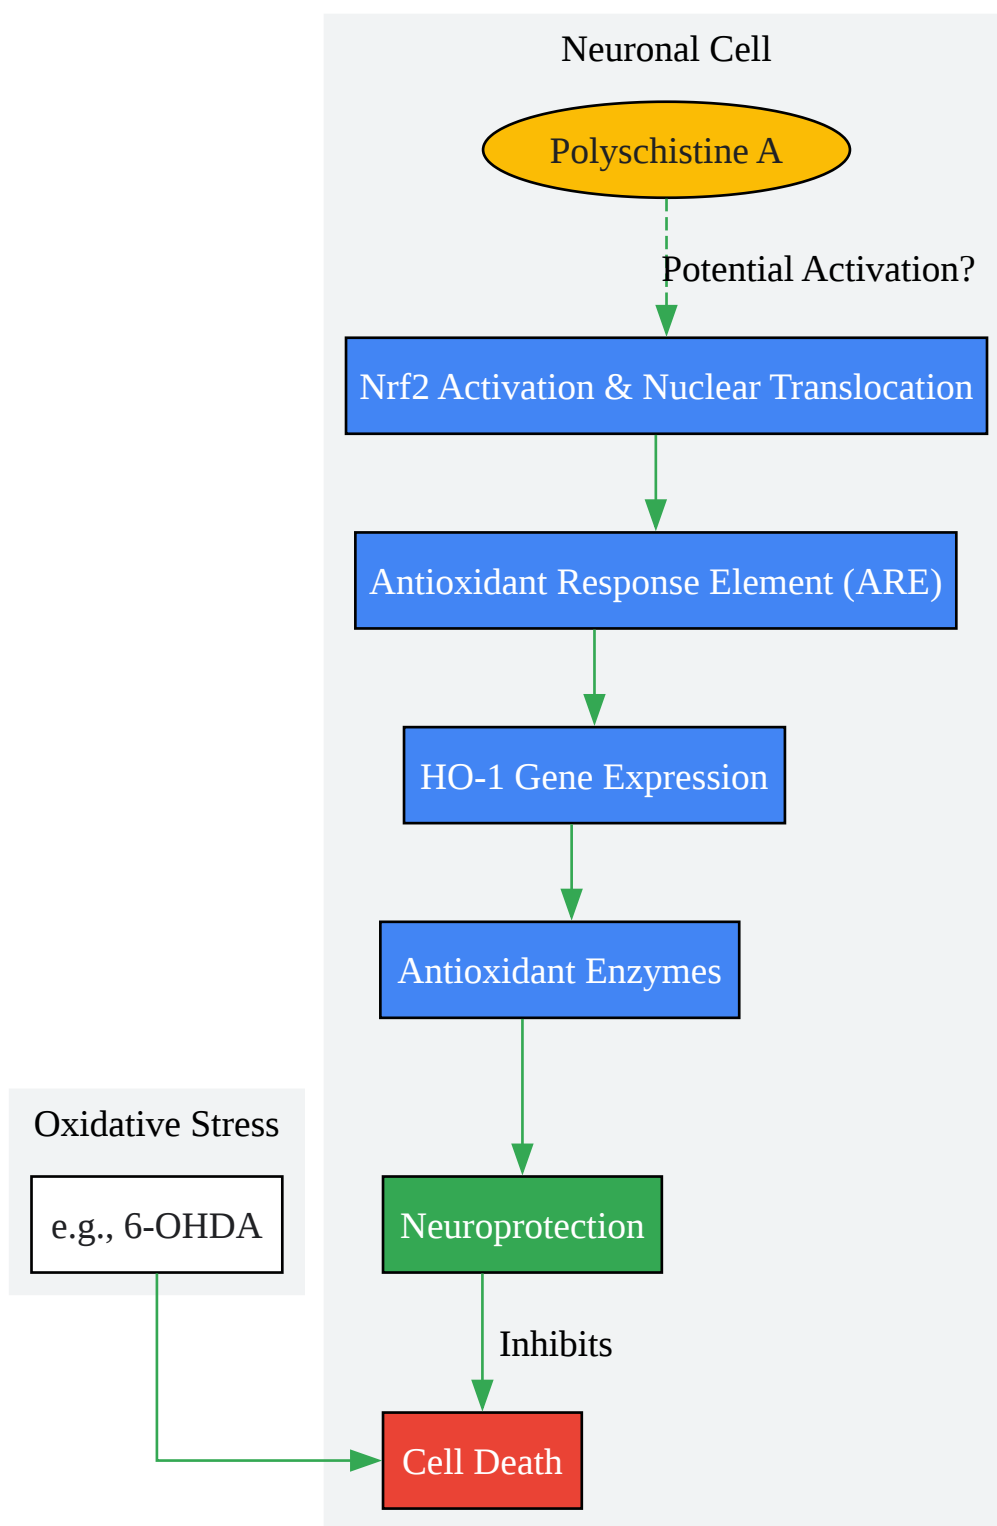 Neuronal Cell
Polyschistine A
Potential Activation?
Nrf2 Activation & Nuclear Translocation
Antioxidant Response Element (ARE)
HO-1 Gene Expression
Antioxidant Enzymes
Oxidative Stress
e.g., 6-OHDA
Neuroprotection
Inhibits
Cell Death